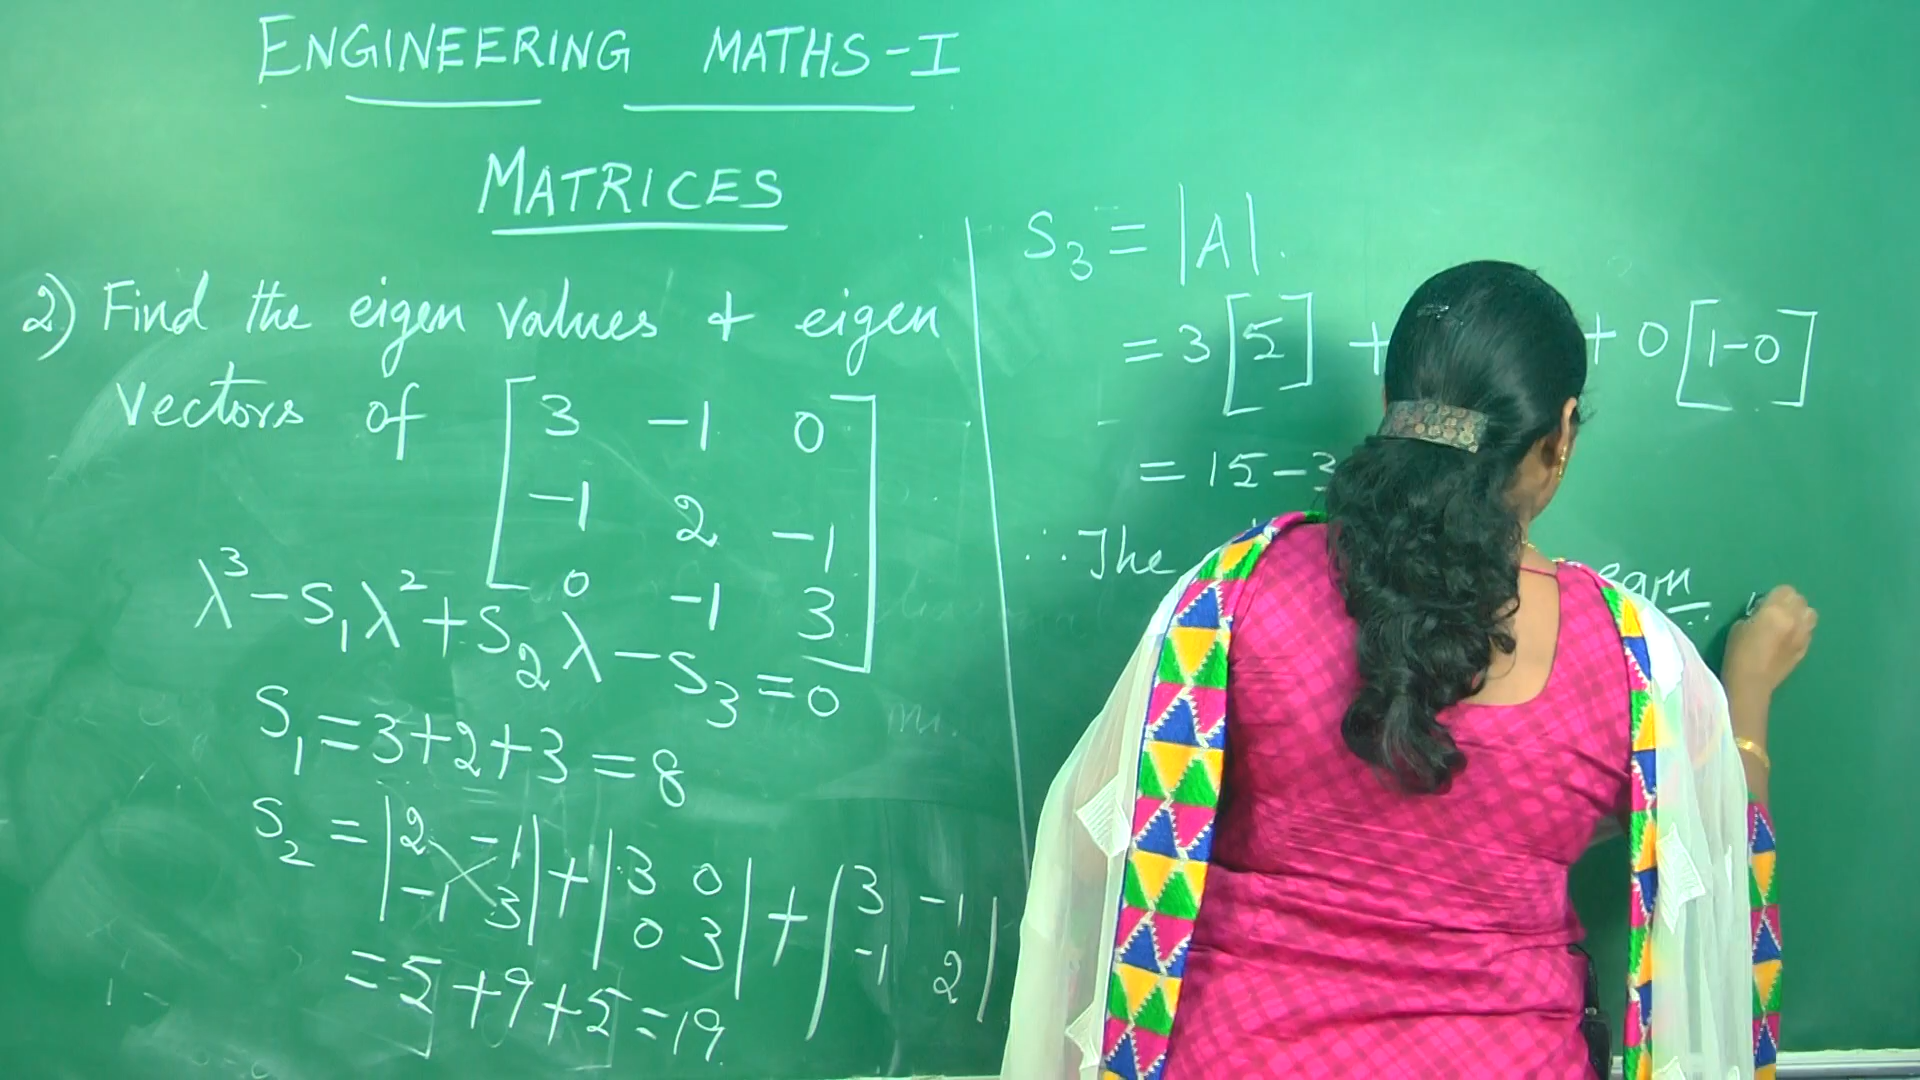 ENGINEERING MATHS-I
MATRICES
2) Find the eigen values & eigen
vectors of [3 -1 0
-1 2 -1
0 -1 3]
λ³-S₁λ²+S₂λ-S₃=0
S₁=3+2+3=8
S₂=|2 -1
-1 3|+|3 0
0 3|+|3 -1
-1 2|
=5+9+5=19
S₃=|A|.
=3[5] + + 0[1-0]
=15-3
∴ The eqn